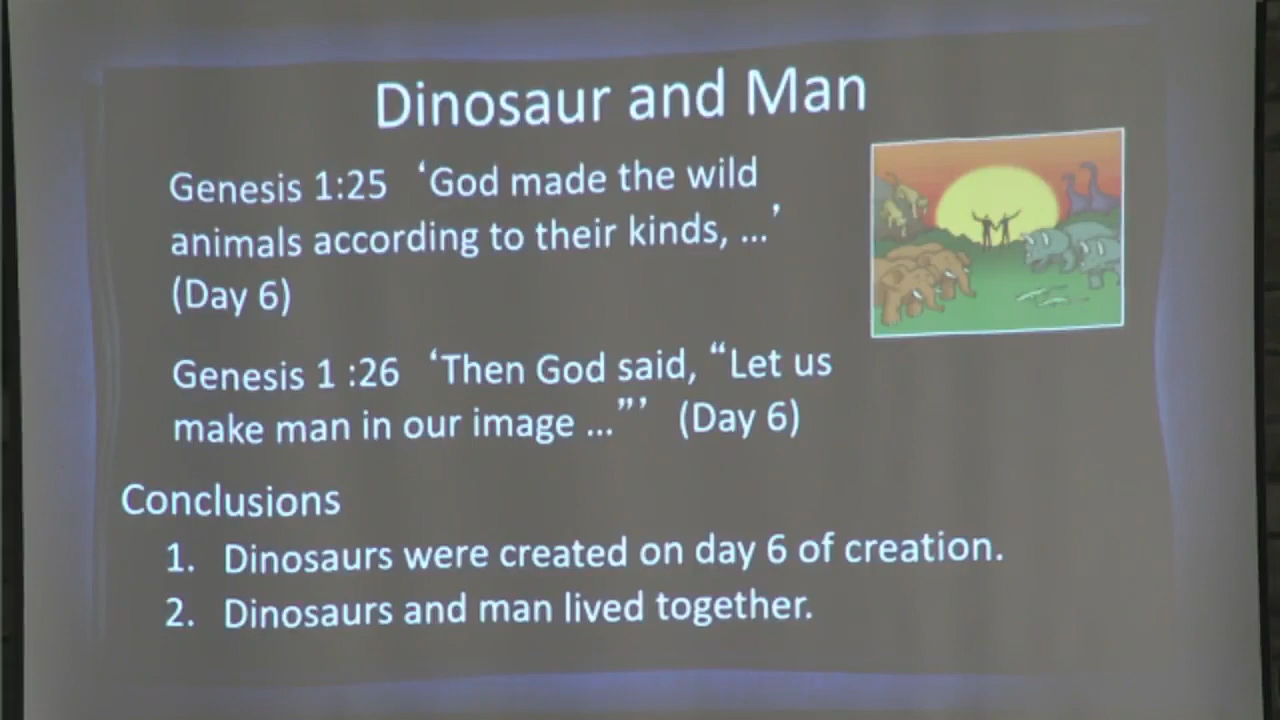 Dinosaur and Man
Genesis 1:25 ‘God made the wild
animals according to their kinds, ...’
(Day 6)
Genesis 1 :26 ‘Then God said, “Let us
make man in our image ...”’ (Day 6)
Conclusions
1. Dinosaurs were created on day 6 of creation.
2. Dinosaurs and man lived together.